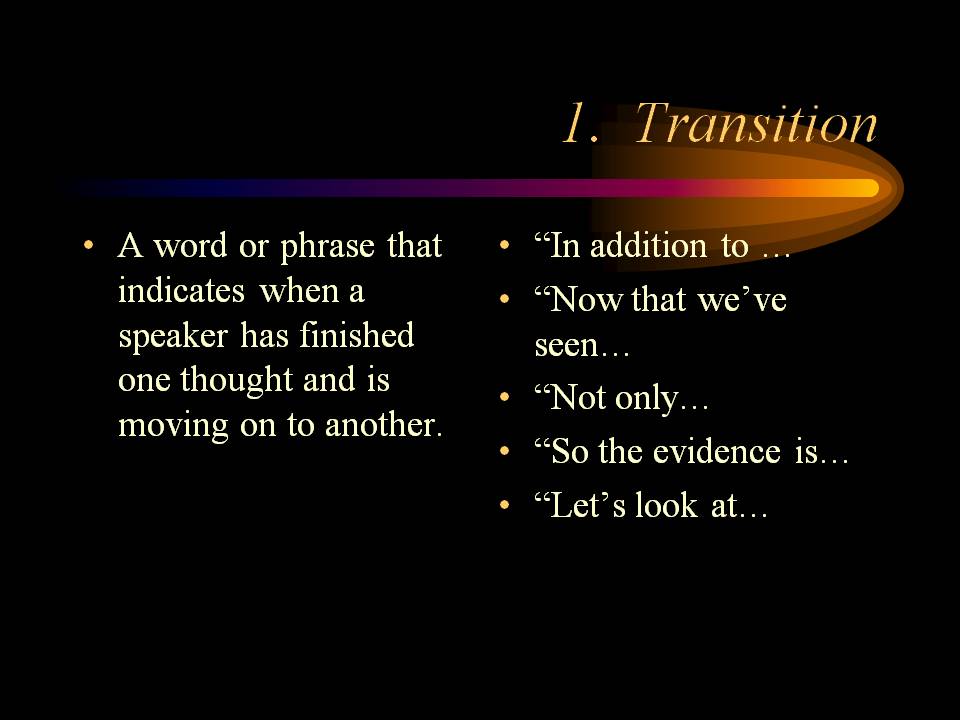 1. Transition
• A word or phrase that
indicates when a
speaker has finished
one thought and is
moving on to another.
• “In addition to …
• “Now that we’ve
seen…
• “Not only…
• “So the evidence is…
• “Let’s look at…